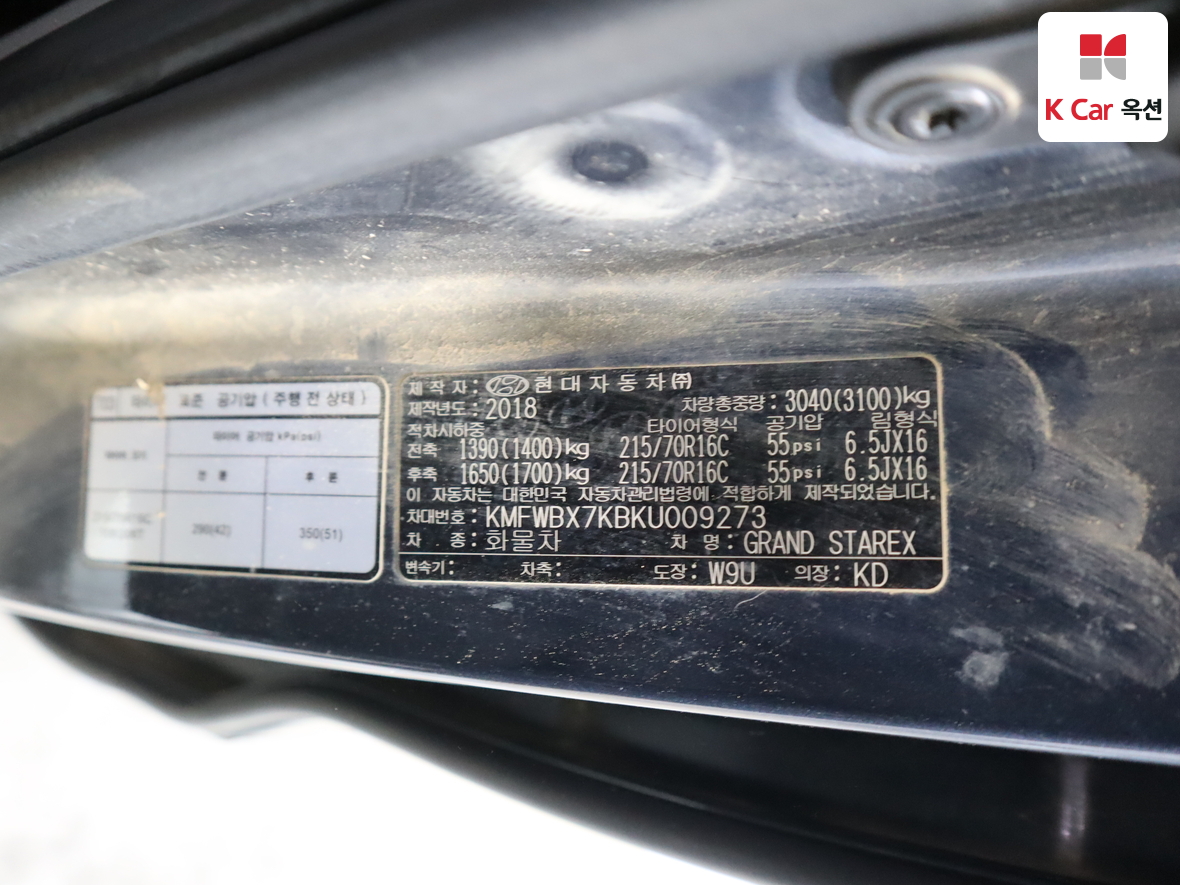 K Car 옥션
표준 공기압 ( 주행 전 상태 )
타이어 공기압 kPa(psi)
전 륜 후 륜
290(42) 350(51)
제 작 자 : 현대자동차㈜
제작년도 : 2018 차량총중량 : 3040(3100)kg
적차시하중 타이어형식 공기압 림형식
전축 1390(1400)kg 215/70R16C 55psi 6.5JX16
후축 1650(1700)kg 215/70R16C 55psi 6.5JX16
이 자동차는 대한민국 자동차관리법령에 적합하게 제작되었습니다.
차대번호 : KMFWBX7KBKU009273
차 종 : 화물차 차 명 : GRAND STAREX
변속기 : 차축 : 도장 : W9U 의장 : KD